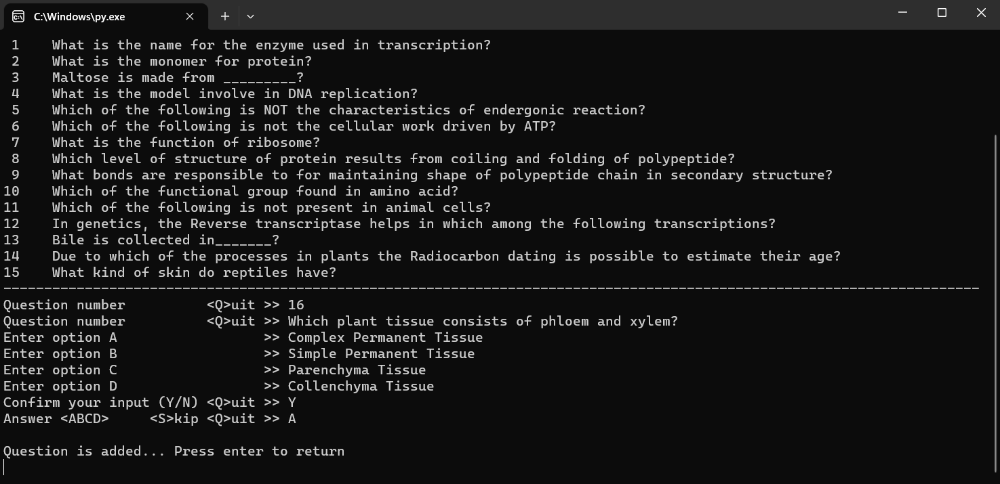 C:\Windows\py.exe
1    What is the name for the enzyme used in transcription?
2    What is the monomer for protein?
3    Maltose is made from _________?
4    What is the model involve in DNA replication?
5    Which of the following is NOT the characteristics of endergonic reaction?
6    Which of the following is not the cellular work driven by ATP?
7    What is the function of ribosome?
8    Which level of structure of protein results from coiling and folding of polypeptide?
9    What bonds are responsible to for maintaining shape of polypeptide chain in secondary structure?
10    Which of the functional group found in amino acid?
11    Which of the following is not present in animal cells?
12    In genetics, the Reverse transcriptase helps in which among the following transcriptions?
13    Bile is collected in_______?
14    Due to which of the processes in plants the Radiocarbon dating is possible to estimate their age?
15    What kind of skin do reptiles have?
------------------------------------------------------------------------------------------------------------------------
Question number          <Q>uit >> 16
Question number          <Q>uit >> Which plant tissue consists of phloem and xylem?
Enter option A                  >> Complex Permanent Tissue
Enter option B                  >> Simple Permanent Tissue
Enter option C                  >> Parenchyma Tissue
Enter option D                  >> Collenchyma Tissue
Confirm your input (Y/N) <Q>uit >> Y
Answer <ABCD>     <S>kip <Q>uit >> A
Question is added... Press enter to return